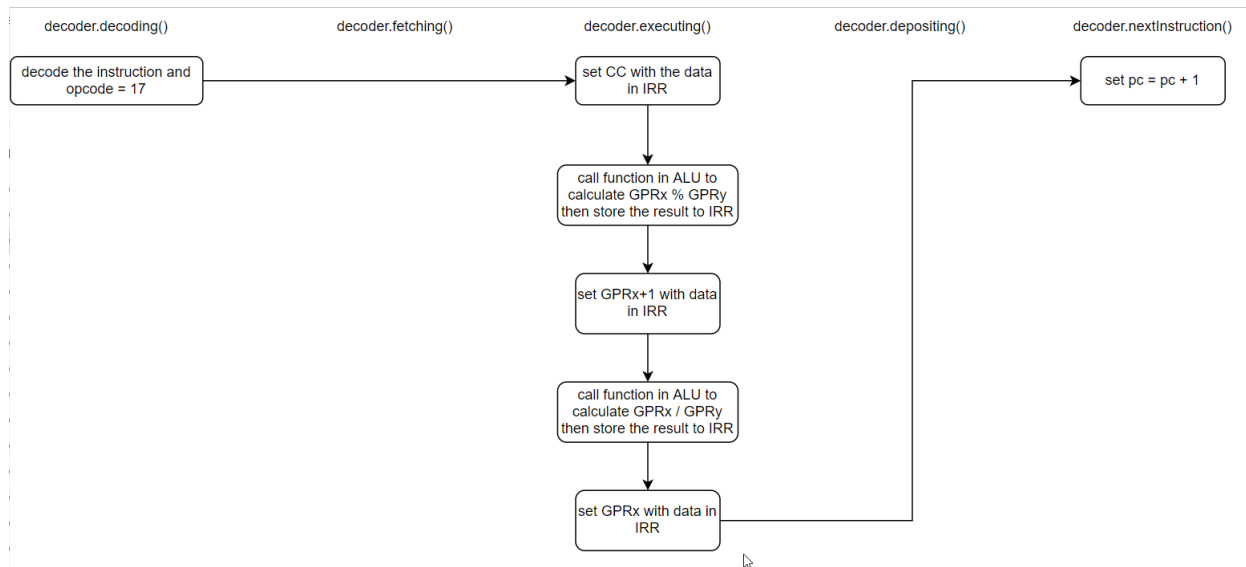 decoder.decoding()
decoder.fetching()
decoder.executing()
decoder.depositing()
decoder.nextInstruction()
decode the instruction and
opcode = 17
set CC with the data
in IRR
set pc = pc + 1
call function in ALU to
calculate GPRx % GPRy
then store the result to IRR
set GPRx+1 with data
in IRR
call function in ALU to
calculate GPRx / GPRy
then store the result to IRR
set GPRx with data in
IRR